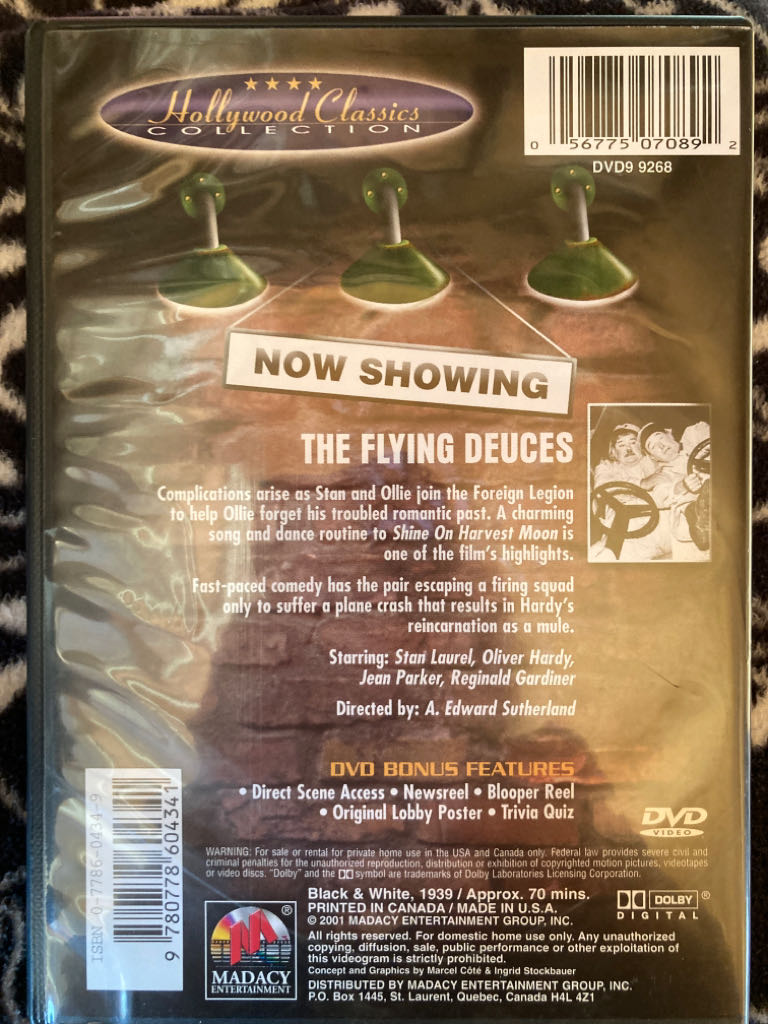 ★★★★
Hollywood Classics
COLLECTION
0 56775 07089 2
DVD9 9268
NOW SHOWING
THE FLYING DEUCES
Complications arise as Stan and Ollie join the Foreign Legion
to help Ollie forget his troubled romantic past. A charming
song and dance routine to Shine On Harvest Moon is
one of the film's highlights.
Fast-paced comedy has the pair escaping a firing squad
only to suffer a plane crash that results in Hardy's
reincarnation as a mule.
Starring: Stan Laurel, Oliver Hardy,
Jean Parker, Reginald Gardiner
Directed by: A. Edward Sutherland
DVD BONUS FEATURES
• Direct Scene Access • Newsreel • Blooper Reel
• Original Lobby Poster • Trivia Quiz
DVD
VIDEO
ISBN 0-7786-0434-9
9 780778 604341
WARNING: For sale or rental for private home use in the USA and Canada only. Federal law provides severe civil and
criminal penalties for the unauthorized reproduction, distribution or exhibition of copyrighted motion pictures, videotapes
or video discs. "Dolby" and the DD symbol are trademarks of Dolby Laboratories Licensing Corporation.
Black & White, 1939 / Approx. 70 mins.
PRINTED IN CANADA / MADE IN U.S.A.
© 2001 MADACY ENTERTAINMENT GROUP, INC.
DOLBY ®
DIGITAL
All rights reserved. For domestic home use only. Any unauthorized
copying, diffusion, sale, public performance or other exploitation of
this videogram is strictly prohibited.
Concept and Graphics by Marcel Côté & Ingrid Stockbauer
DISTRIBUTED BY MADACY ENTERTAINMENT GROUP, INC.
P.O. Box 1445, St. Laurent, Quebec, Canada H4L 4Z1
M ®
MADACY
ENTERTAINMENT